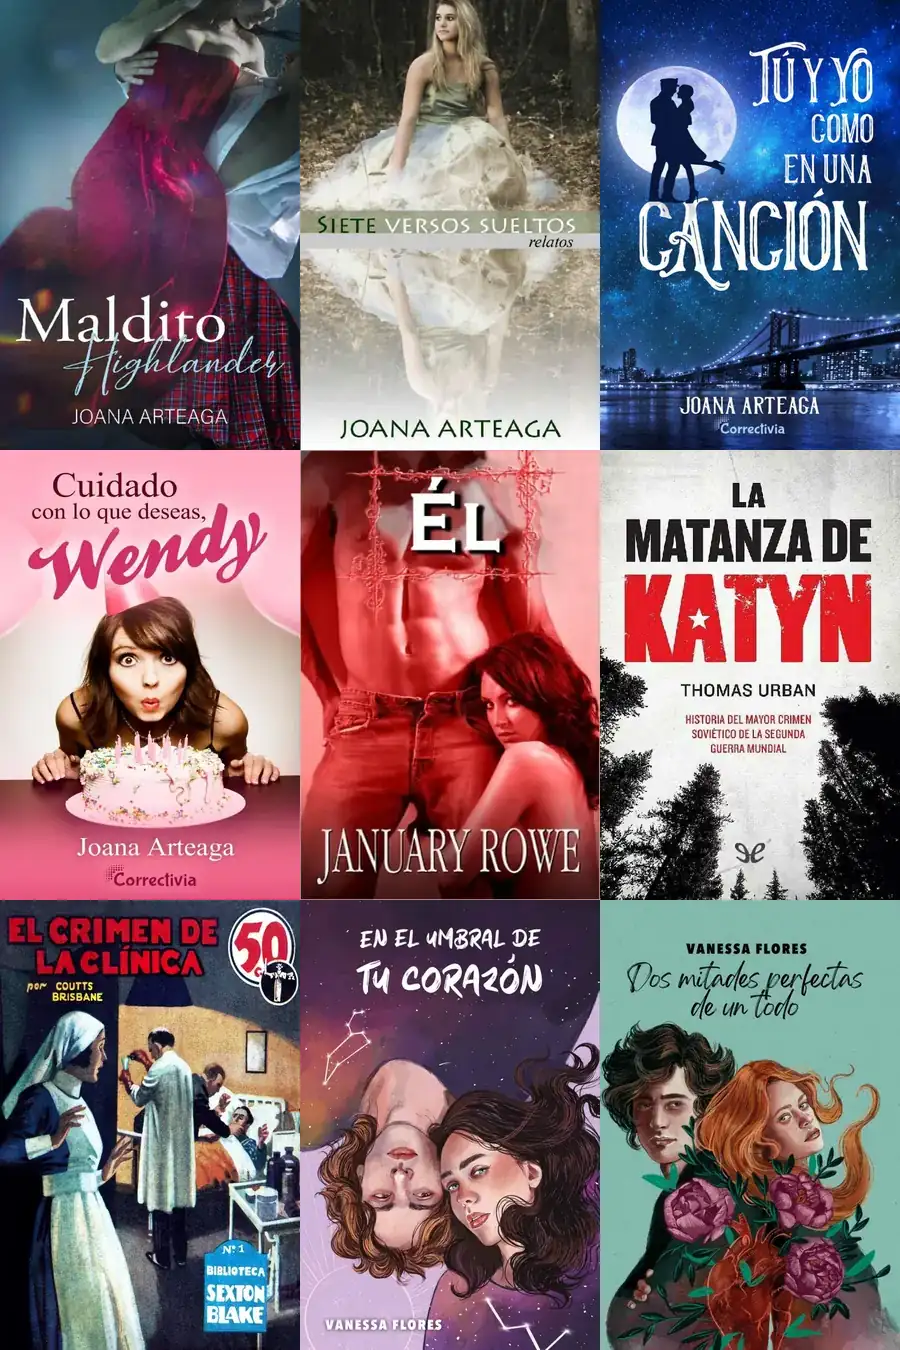 Maldito
Highlander
JOANA ARTEAGA
SIETE VERSOS SUELTOS
relatos
JOANA ARTEAGA
TÚ Y YO
COMO
EN UNA
CANCIÓN
JOANA ARTEAGA
Correctivia
Cuidado
con lo que deseas,
Wendy
Joana Arteaga
Correctivia
ÉL
JANUARY ROWE
LA
MATANZA DE
KATYN
THOMAS URBAN
HISTORIA DEL MAYOR CRIMEN
SOVIÉTICO DE LA SEGUNDA
GUERRA MUNDIAL
EL CRIMEN DE
LA CLÍNICA
por COUTTS
BRISBANE
50
Nº 1
BIBLIOTECA
SEXTON
BLAKE
EN EL UMBRAL DE
TU CORAZÓN
VANESSA FLORES
VANESSA FLORES
Dos mitades perfectas
de un todo